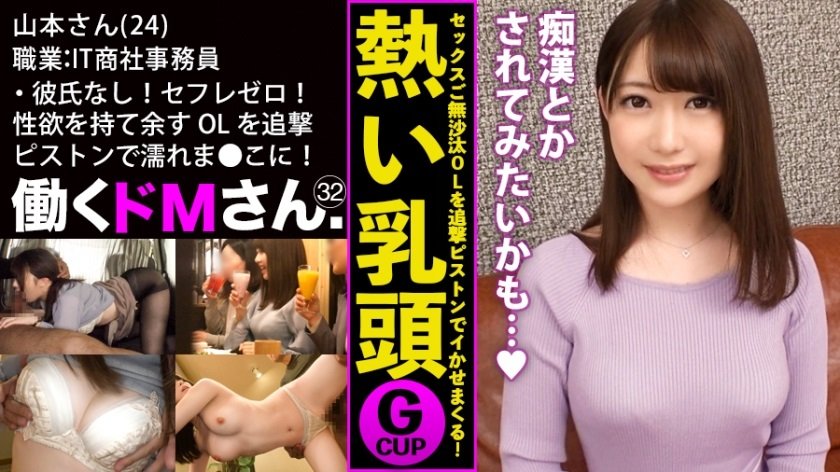 山本さん(24)
職業:IT商社事務員
・彼氏なし！セフレゼロ！
性欲を持て余すOLを追撃
ピストンで濡れま●こに！
働くドMさん.
32
セックスご無沙汰OLを追撃ピストンでイかせまくる！
熱い乳頭
G
CUP
痴漢とか
されてみたいかも…♥